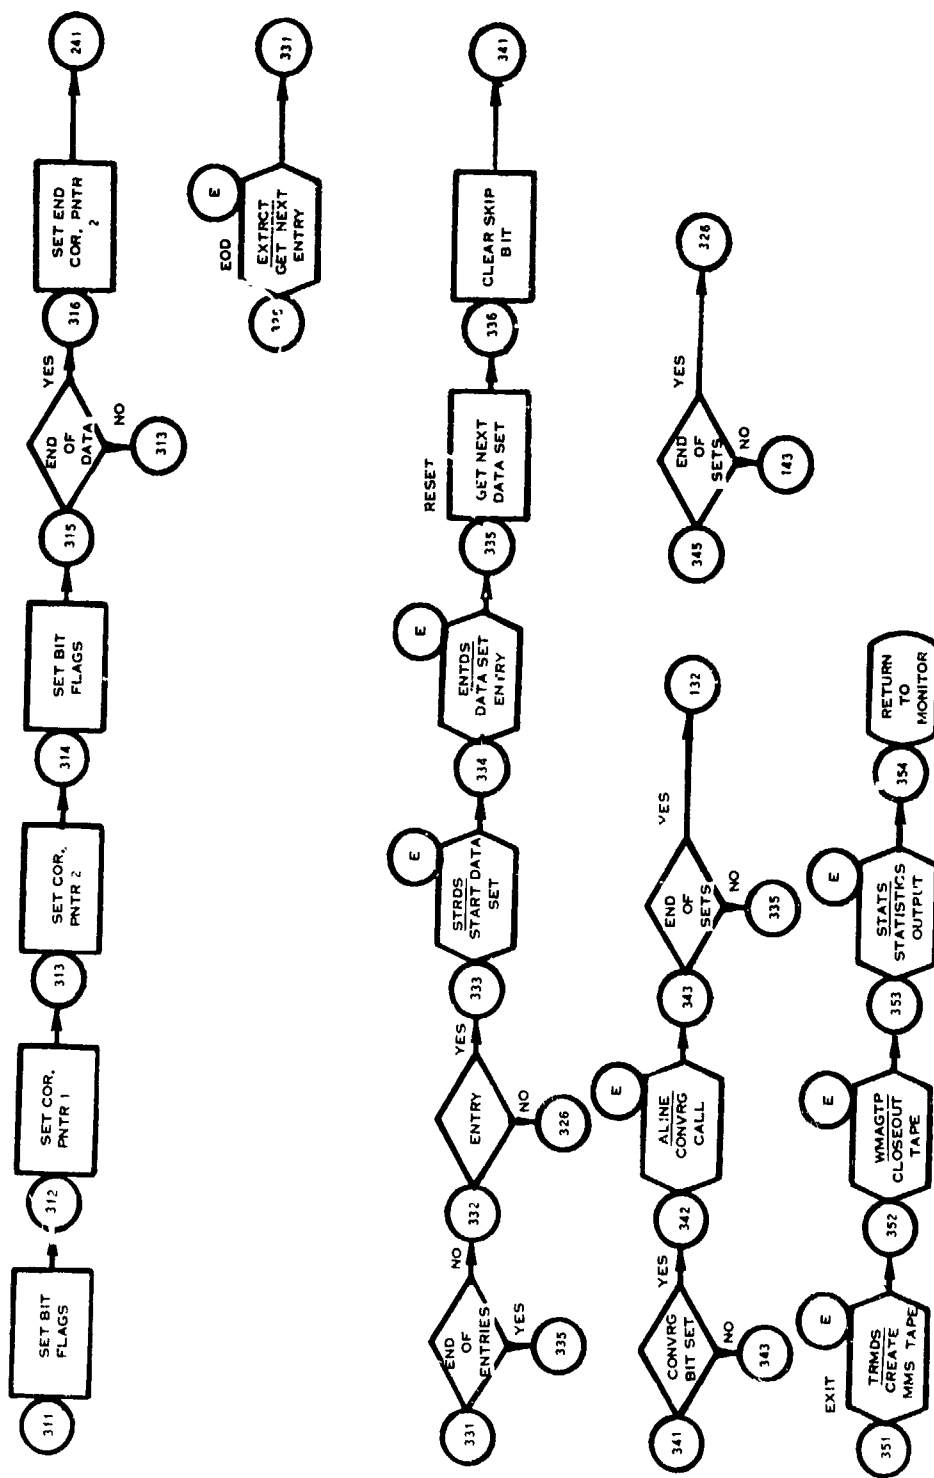 311
SET BIT
FLAGS
312
SET COR.
PNTR 1
313
SET COR.
PNTR 2
314
SET BIT
FLAGS
315
END
OF
DATA
YES
NO
313
316
SET END
COR. PNTR
2
241
EOD
E
EXTRCT
GET NEXT
ENTRY
331
331
END
OF
ENTRIES
NO
YES
335
332
ENTRY
YES
NO
326
333
E
STRDS
START DATA
SET
334
E
ENTDS
DATA SET
ENTRY
335
RESET
GET NEXT
DATA SET
336
CLEAR SKIP
BIT
341
341
CONVRG
BIT SET
YES
NO
343
342
E
ALINE
CONVRG
CALL
343
END
OF
SETS
YES
NO
335
132
345
END
OF
SETS
YES
NO
143
326
EXIT
351
E
TRMDS
CREATE
MMS TAPE
352
E
WMAGTP
CLOSEOUT
TAPE
353
E
STATS
STATISTICS
OUTPUT
354
RETURN
TO
MONITOR